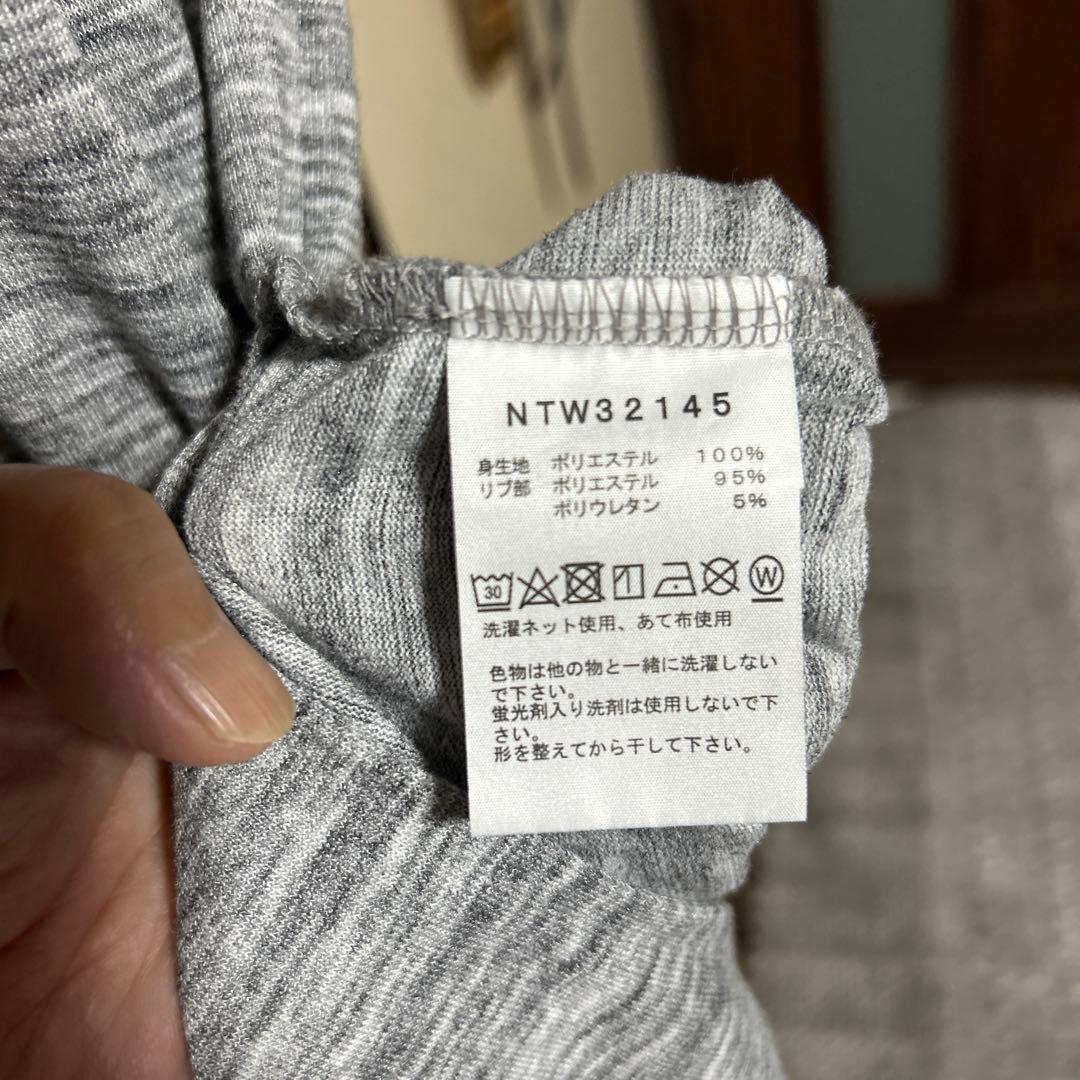 NTW32145
身生地 ポリエステル 100%
リブ部 ポリエステル 95%
ポリウレタン 5%
30 W
洗濯ネット使用、あて布使用
色物は他の物と一緒に洗濯しない
で下さい。
蛍光剤入り洗剤は使用しないで下
さい。
形を整えてから干して下さい。